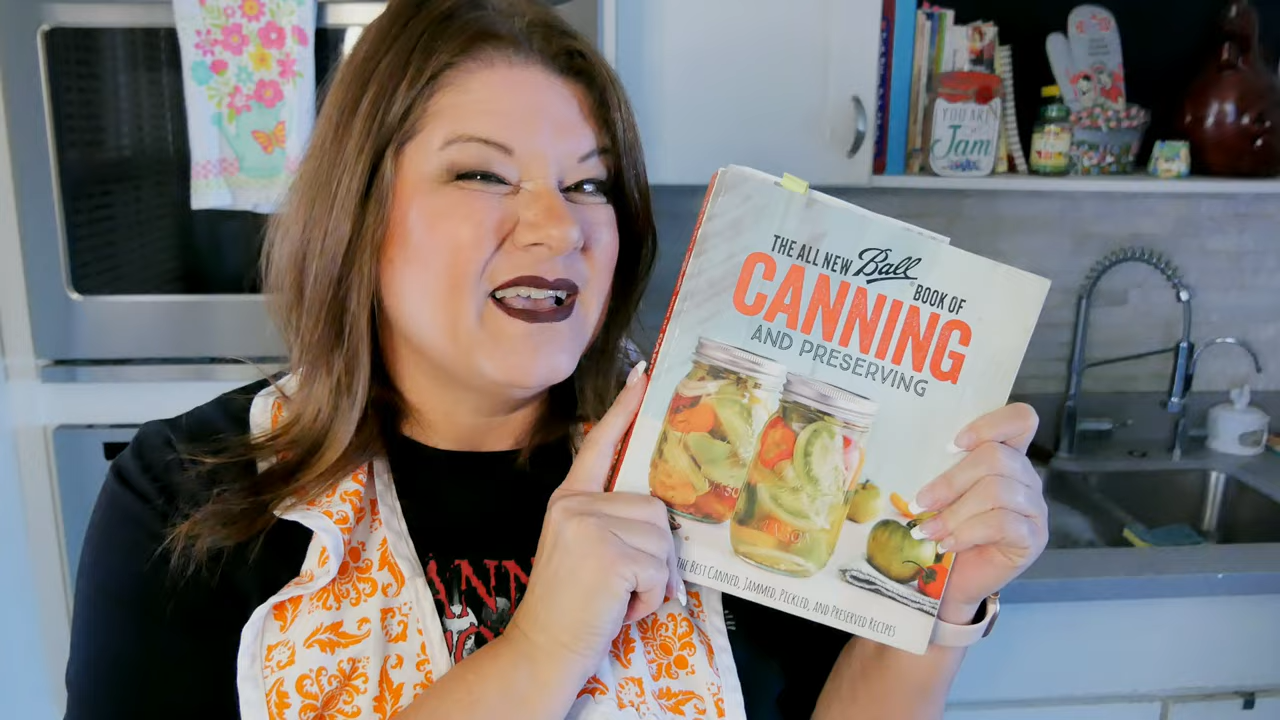 YOU ARE
Jam
THE ALL NEW Ball® BOOK OF
CANNING
AND PRESERVING
MASON
THE BEST CANNED, JAMMED, PICKLED, AND PRESERVED RECIPES